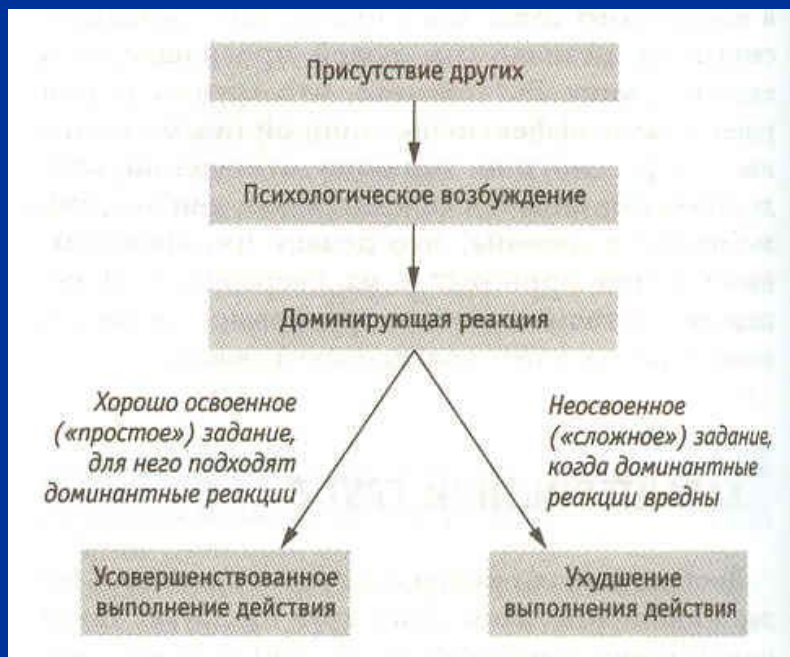 Присутствие других
Психологическое возбуждение
Доминирующая реакция
Хорошо освоенное
(«простое») задание,
для него подходят
доминантные реакции
Неосвоенное
(«сложное») задание,
когда доминантные
реакции вредны
Усовершенствованное
выполнение действия
Ухудшение
выполнения действия